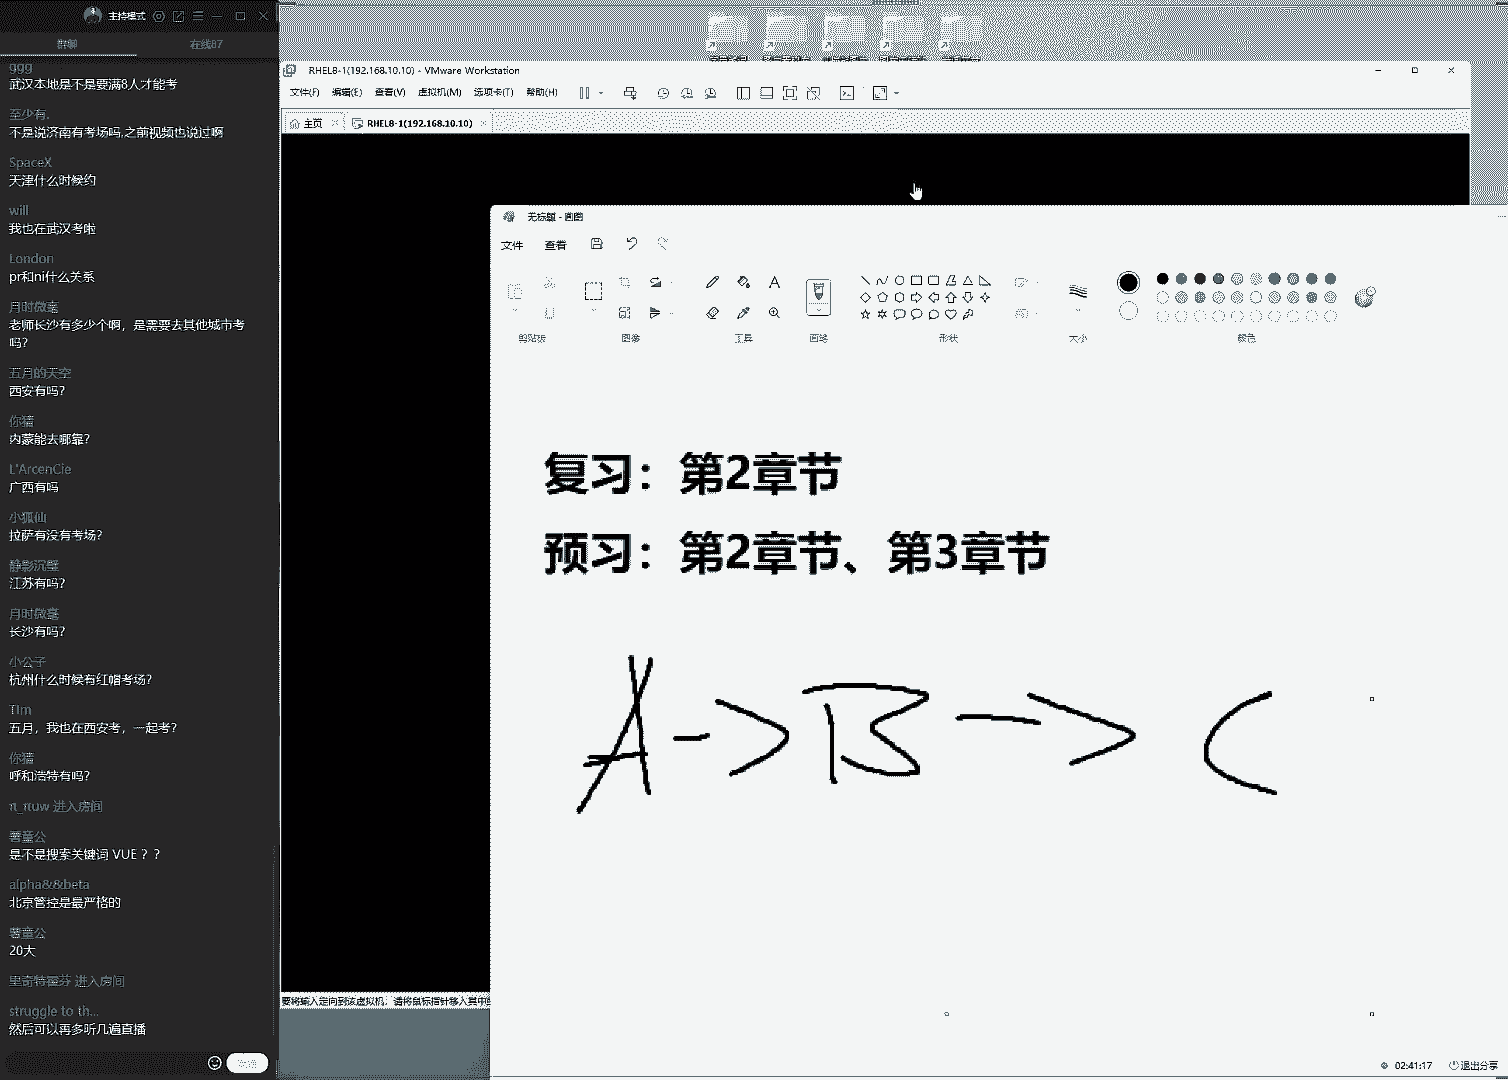 主持模式
群聊
在线87
ggg
武汉本地是不是要满8人才能考
至少有.
不是说济南有考场吗,之前视频也说过啊
SpaceX
天津什么时候约
will
我也在武汉考啦
London
pr和ni什么关系
月时微毫
老师长沙有多少个啊，是需要去其他城市考
吗?
五月的天空
西安有吗?
你猜
内蒙能去哪靠?
L'ArcenCie
广西有吗
小狐仙
拉萨有没有考场?
静影沉璧
江苏有吗?
月时微毫
长沙有吗?
小公子
杭州什么时候有红帽考场?
Tim
五月，我也在西安考，一起考?
你猜
呼和浩特有吗?
进入房间
薯童公
是不是搜索关键词 VUE？？
alpha&&beta
北京管控是最严格的
薯童公
20大
里奇特霍芬 进入房间
struggle to th...
然后可以再多听几遍直播
RHEL8-1(192.168.10.10) - VMware Workstation
文件(F) 编辑(E) 查看(V) 虚拟机(M) 选项卡(T) 帮助(H)
主页 RHEL8-1(192.168.10.10)
无标题 - 画图
文件 查看
剪贴板 图像 工具 画笔 形状 大小 颜色
复习：第2章节
预习：第2章节、第3章节
A->B->C
要将输入定向到该虚拟机，请将鼠标指针移入其中
02:41:17 退出分享